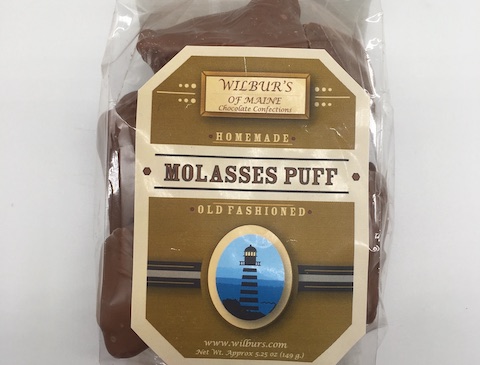 WILBUR'S
OF MAINE
Chocolate Confections
HOMEMADE
MOLASSES PUFF
OLD FASHIONED
www.wilburs.com
Net Wt. Approx 5.25 oz (149 g.)